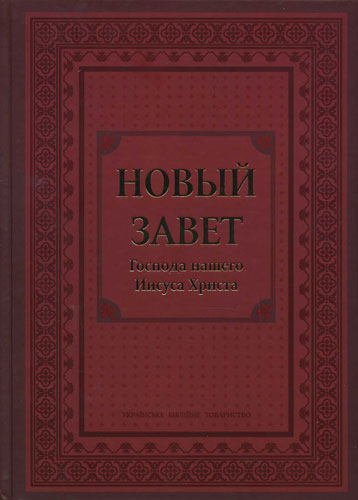 НОВЫЙ
ЗАВЕТ
Господа нашего
Иисуса Христа
УКРАЇНСЬКЕ БІБЛІЙНЕ ТОВАРИСТВО